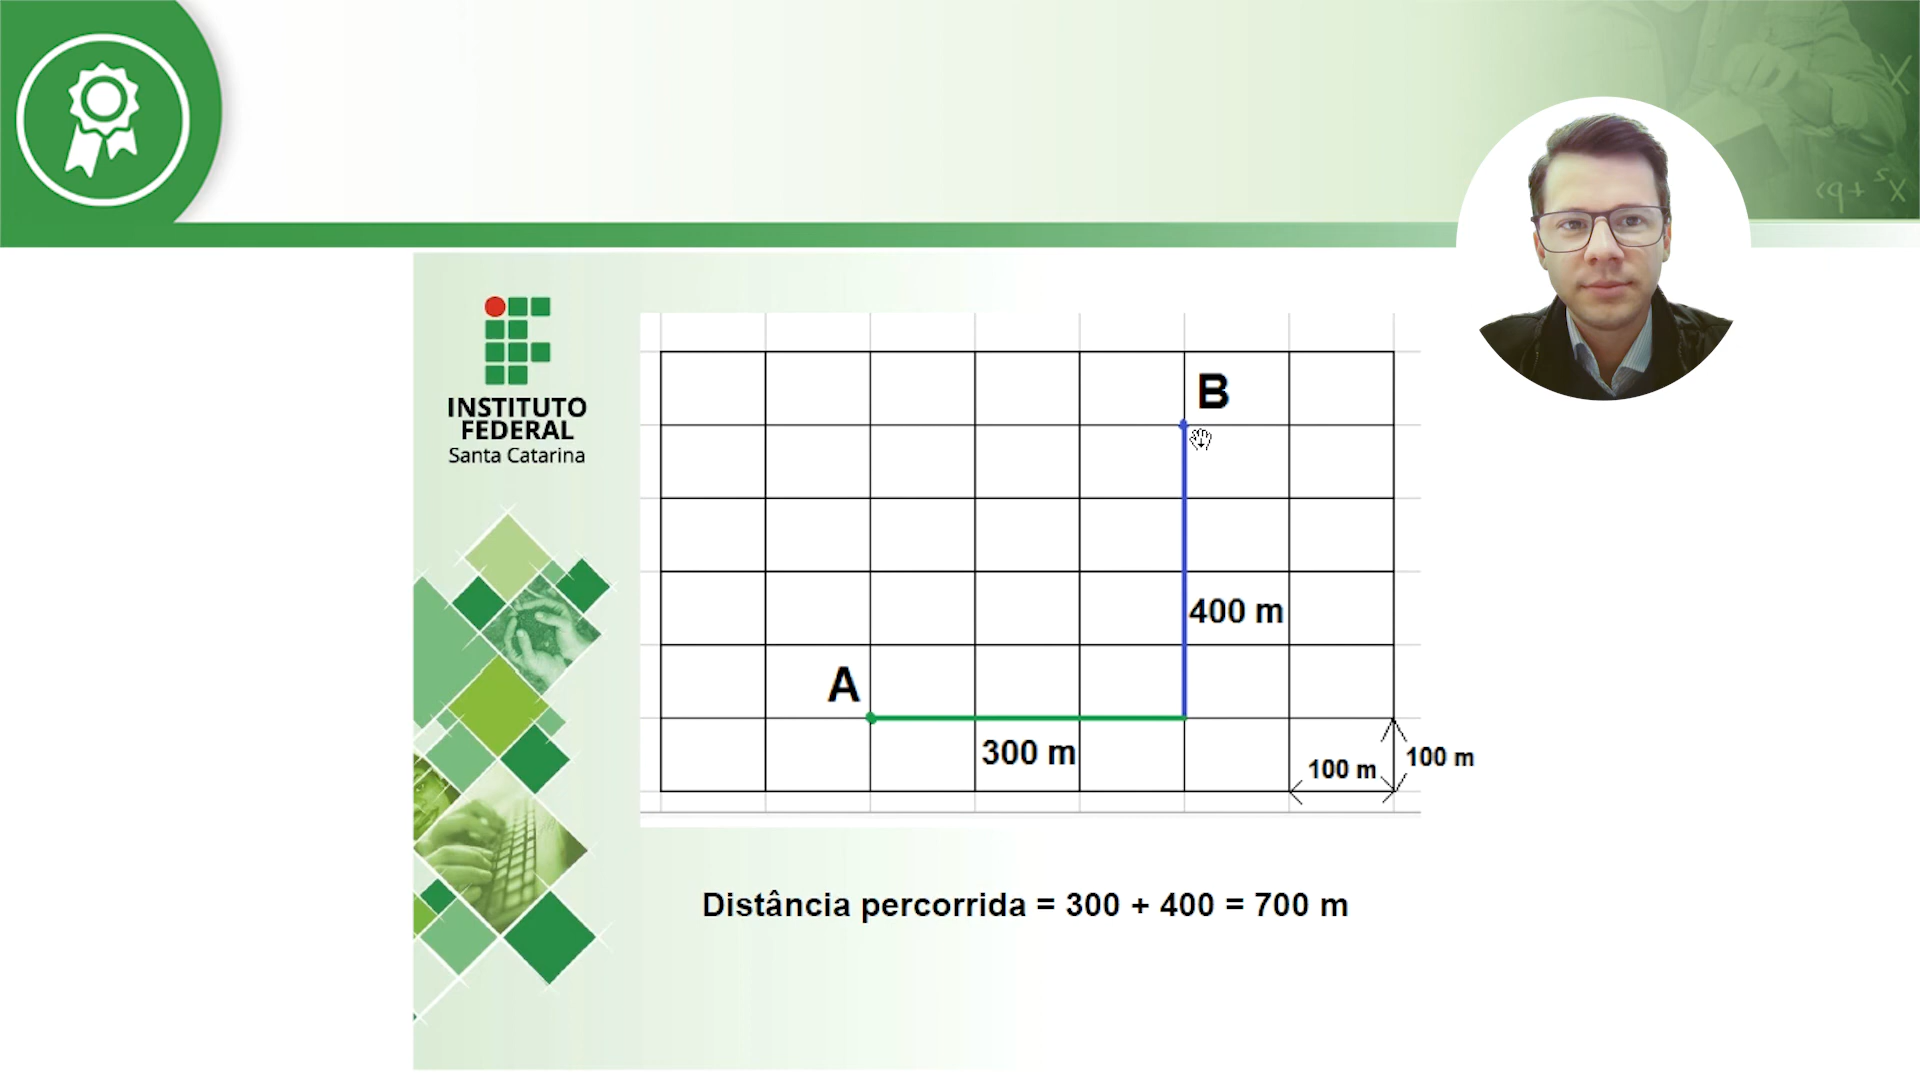 INSTITUTO
FEDERAL
Santa Catarina
B
400 m
A
300 m
100 m
100 m
Distância percorrida = 300 + 400 = 700 m